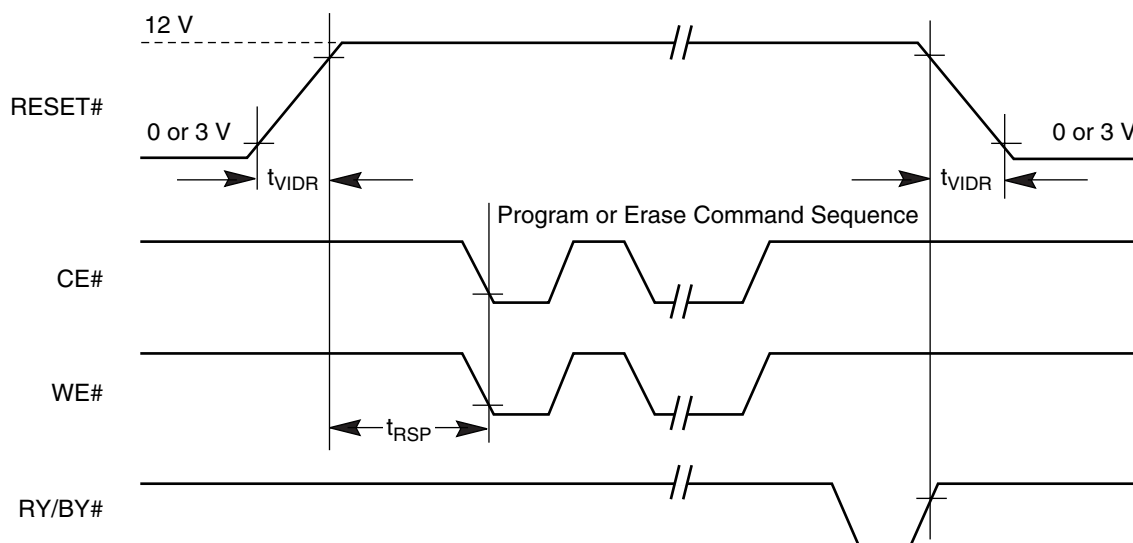 12 V
RESET#
0 or 3 V
0 or 3 V
tVIDR
tVIDR
Program or Erase Command Sequence
CE#
WE#
tRSP
RY/BY#